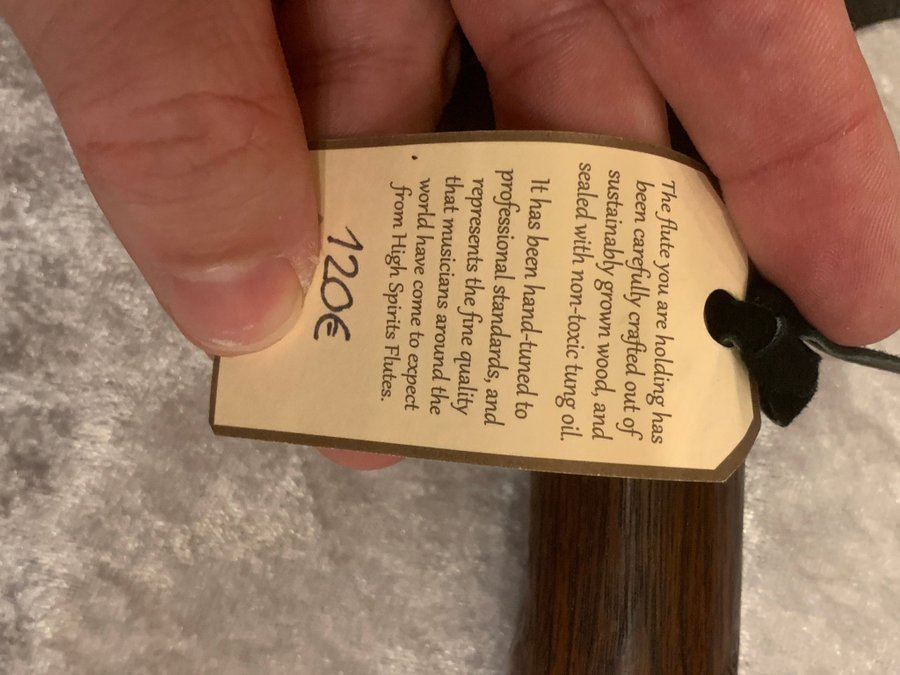 The flute you are holding has
been carefully crafted out of
sustainably grown wood, and
sealed with non-toxic tung oil.
It has been hand-tuned to
professional standards, and
represents the fine quality
that musicians around the
world have come to expect
from High Spirits Flutes.
120€